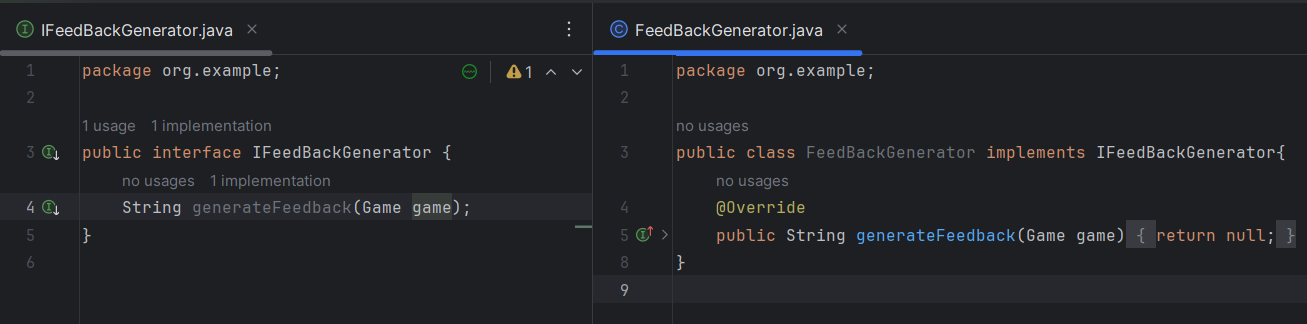 IFeedBackGenerator.java
1 package org.example;
1
2
1 usage 1 implementation
3 public interface IFeedBackGenerator {
no usages 1 implementation
4 String generateFeedback(Game game);
5 }
6
FeedBackGenerator.java
1 package org.example;
2
no usages
3 public class FeedBackGenerator implements IFeedBackGenerator{
no usages
4 @Override
5 public String generateFeedback(Game game) { return null; }
8 }
9